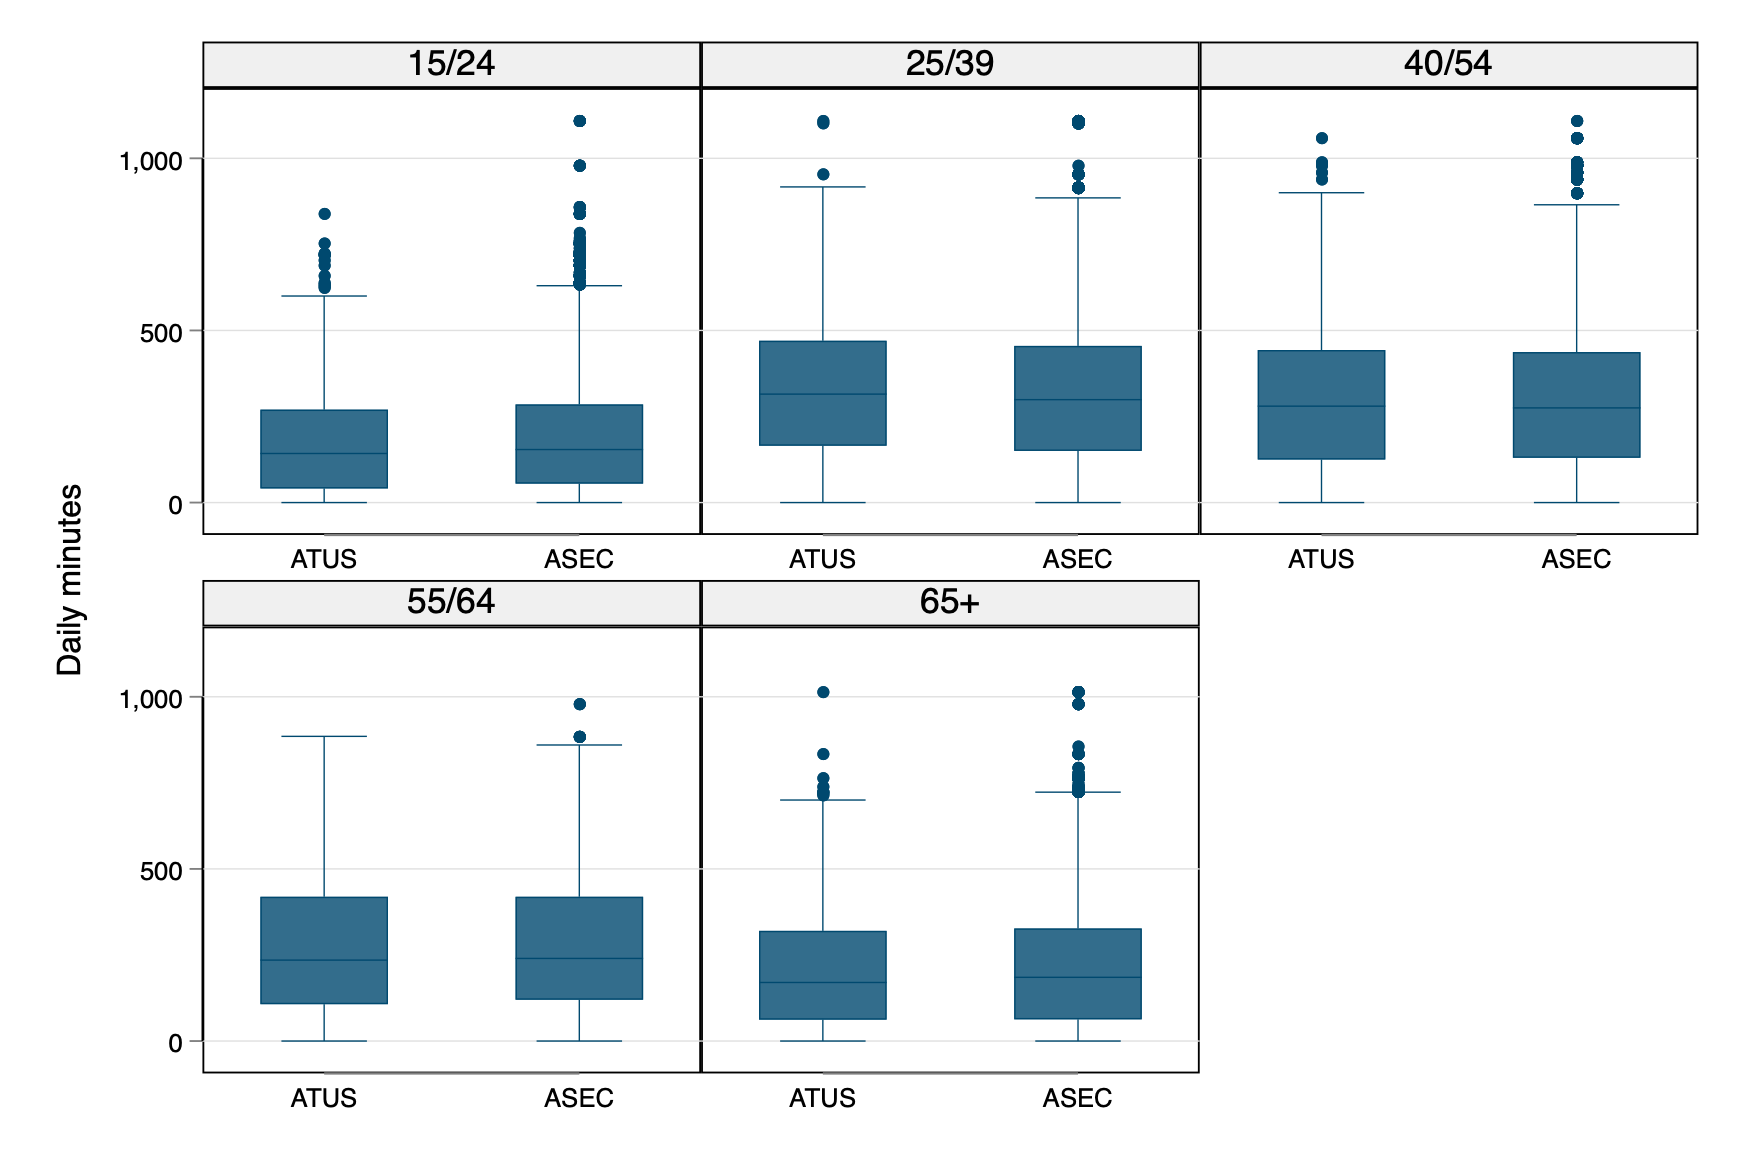 15/24 25/39 40/54
1,000
500
0
ATUS ASEC ATUS ASEC ATUS ASEC
Daily minutes
55/64 65+
1,000
500
0
ATUS ASEC ATUS ASEC